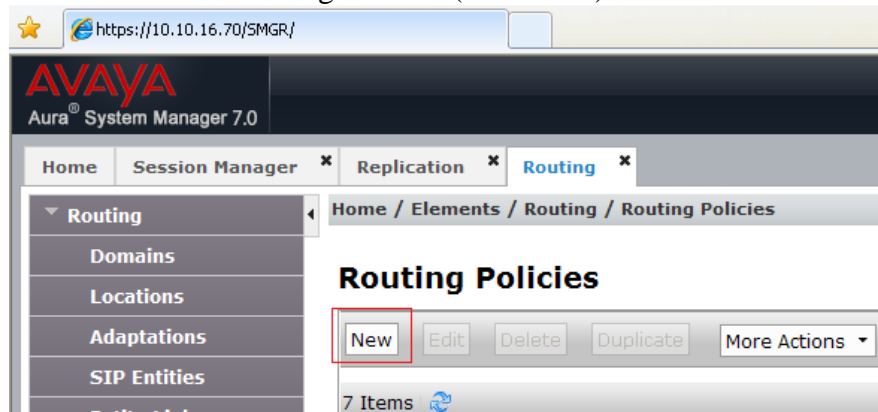 https://10.10.16.70/SMGR/
AVAYA
Aura® System Manager 7.0
Home Session Manager × Replication × Routing ×
Routing
Home / Elements / Routing / Routing Policies
Domains
Locations
Adaptations
SIP Entities
Routing Policies
New Edit Delete Duplicate More Actions
7 Items